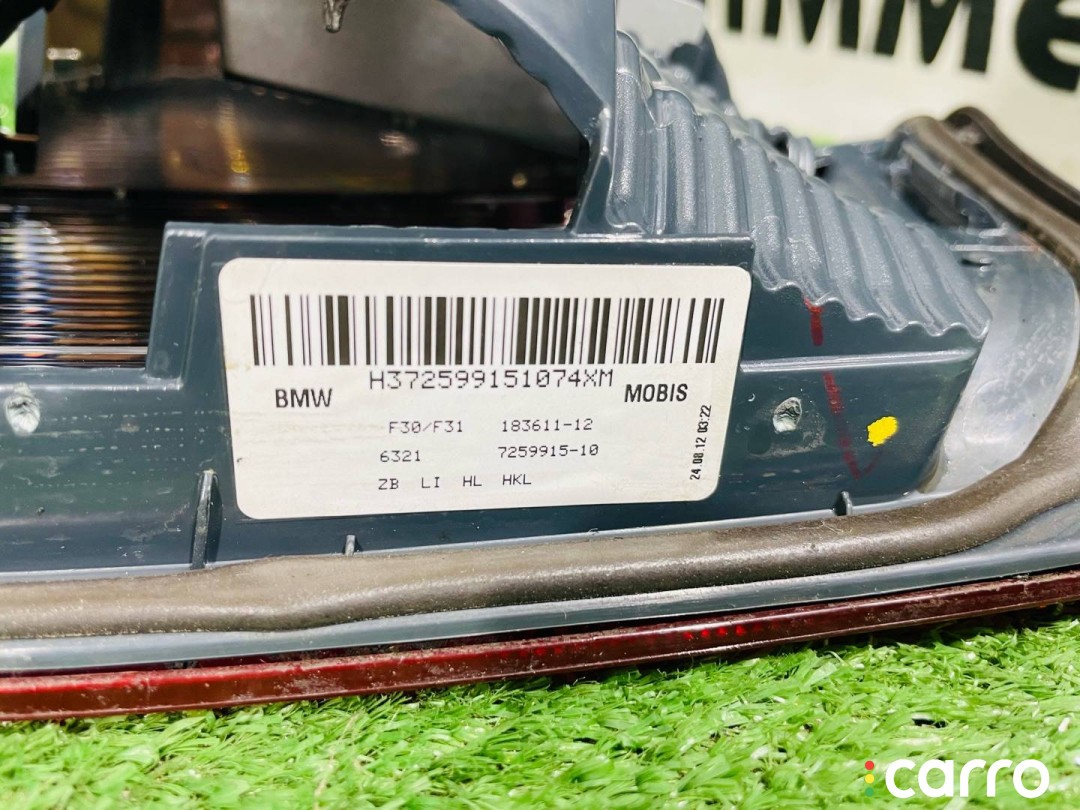 H372599151074XM
BMW
MOBIS
F30/F31 183611-12
6321 7259915-10
ZB LI HL HKL
24.08.12 03:22
carro